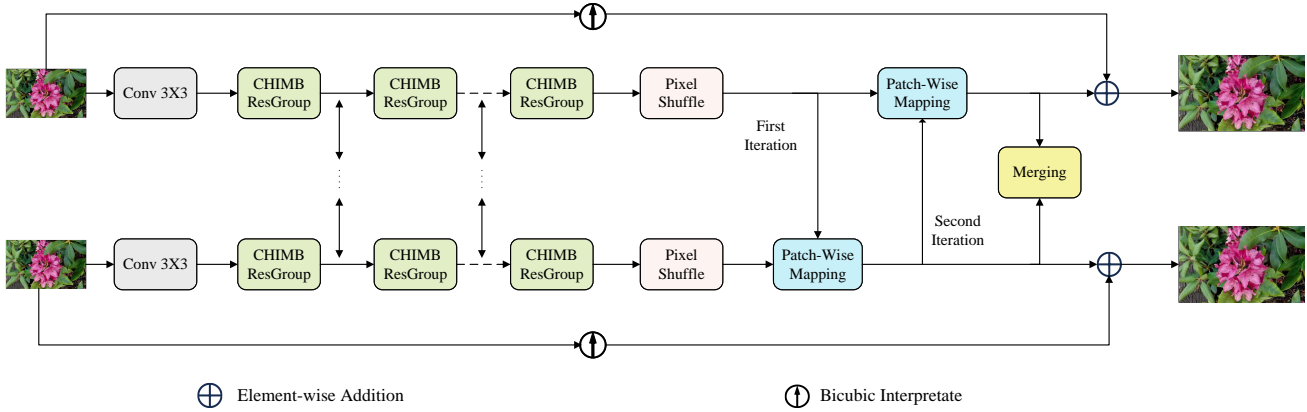 Conv 3X3
CHIMB
ResGroup
CHIMB
ResGroup
CHIMB
ResGroup
Pixel
Shuffle
Patch-Wise
Mapping
First
Iteration
Merging
Second
Iteration
Conv 3X3
CHIMB
ResGroup
CHIMB
ResGroup
CHIMB
ResGroup
Pixel
Shuffle
Patch-Wise
Mapping
Element-wise Addition
Bicubic Interpretate